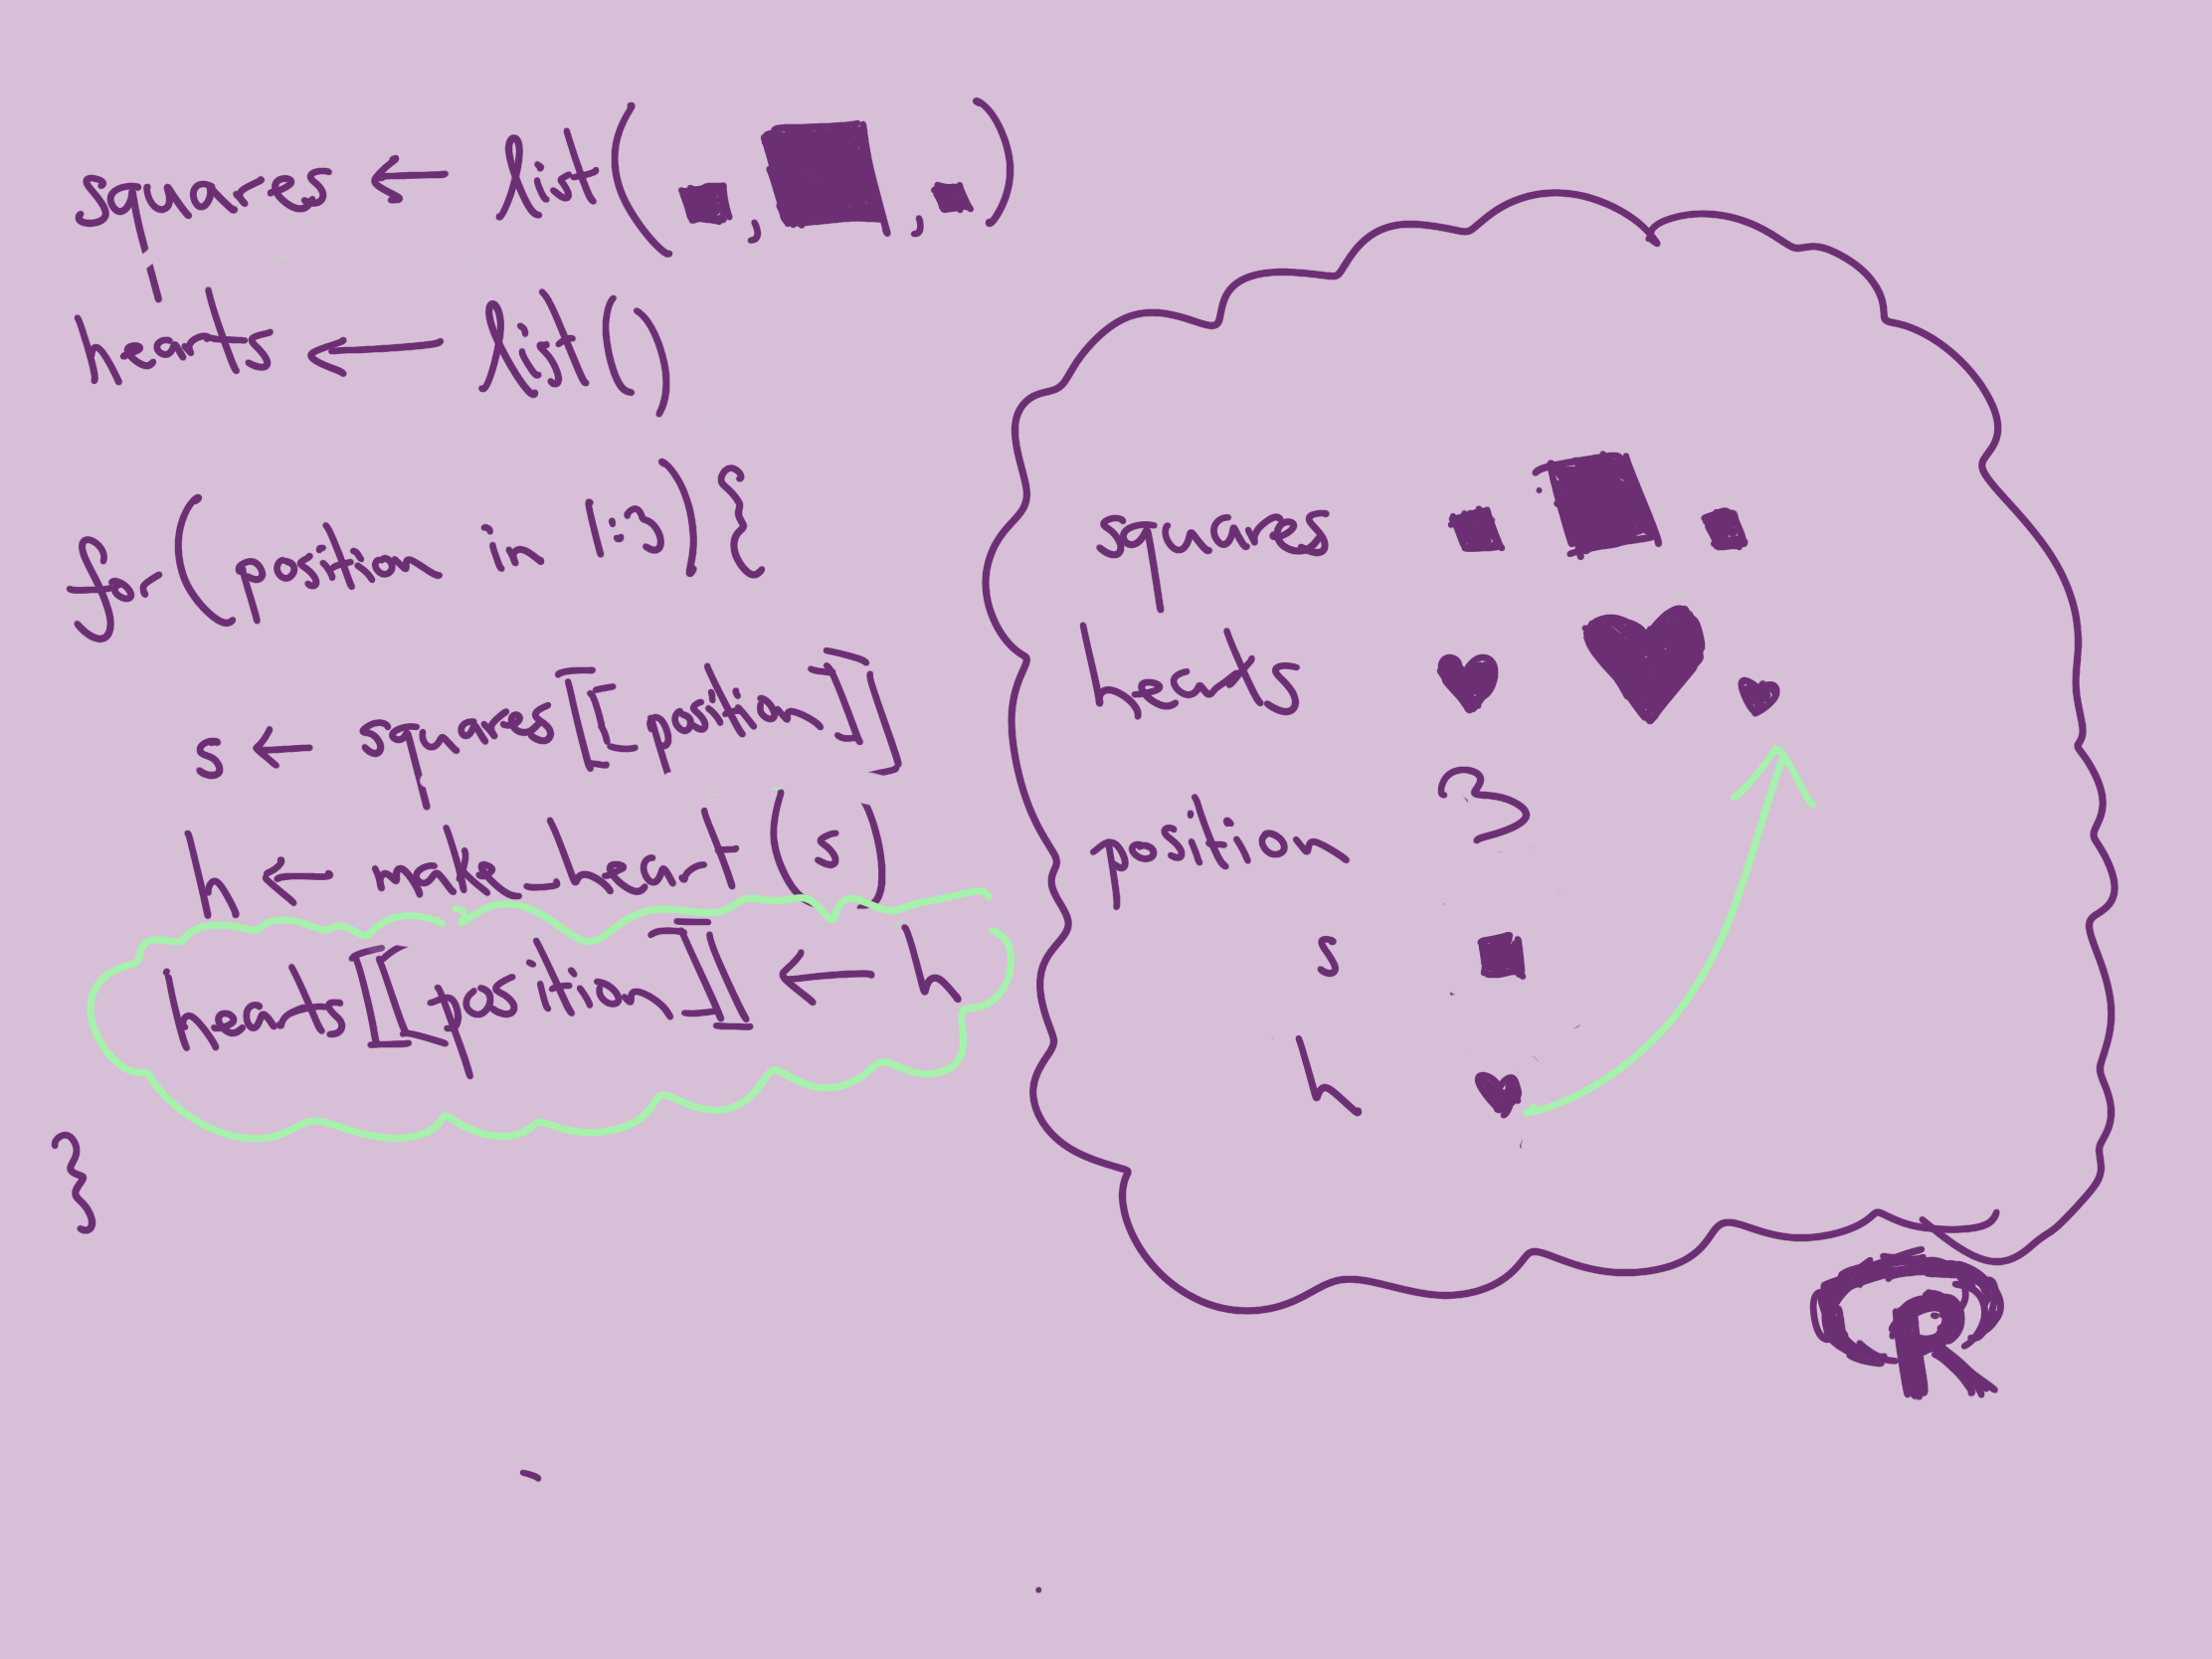 squares ← list( , , )
hearts ← list()
for(position in 1:3){
s ← squares[[position]]
h ← make_heart(s)
hearts[[position]] ← h
}
squares
hearts
position 3
s
h
R